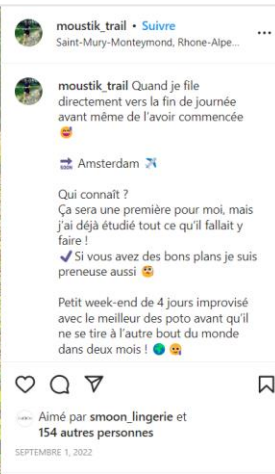 moustik_trail • Suivre
Saint-Mury-Monteymond, Rhone-Alpe...
moustik_trail Quand je file
directement vers la fin de journée
avant même de l'avoir commencée
😅
🔜 Amsterdam ✈️
Qui connaît ?
Ça sera une première pour moi, mais
j'ai déjà étudié tout ce qu'il fallait y
faire !
✔️Si vous avez des bons plans je suis
preneuse aussi 😊
Petit week-end de 4 jours improvisé
avec le meilleur des poto avant qu'il
ne se tire à l'autre bout du monde
dans deux mois ! 🌍 🤗
Aimé par smoon_lingerie et
154 autres personnes
SEPTEMBRE 1, 2022